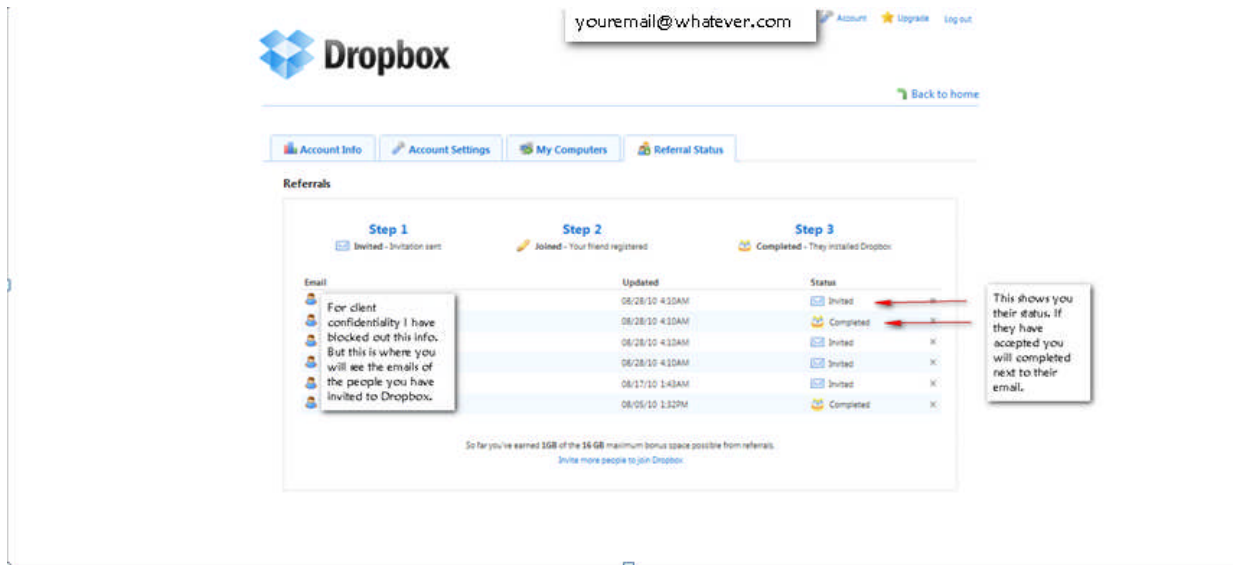 youremail@whatever.com
Account Upgrade Log out
Dropbox
Back to home
Account Info Account Settings My Computers Referral Status
Referrals
Step 1 Step 2 Step 3
Invited - Invitation sent Joined - Your friend registered Completed - They installed Dropbox
Email Updated Status
08/28/10 4:10AM Invited
08/28/10 4:10AM Completed
08/28/10 4:10AM Invited
08/28/10 4:10AM Invited
08/17/10 1:43AM Invited
08/05/10 1:32PM Completed
For client
confidentiality I have
blocked out this info.
But this is where you
will see the emails of
the people you have
invited to Dropbox.
This shows you
their status. If
they have
accepted you
will completed
next to their
email.
So far you've earned 1GB of the 16 GB maximum bonus space possible from referrals.
Invite more people to join Dropbox